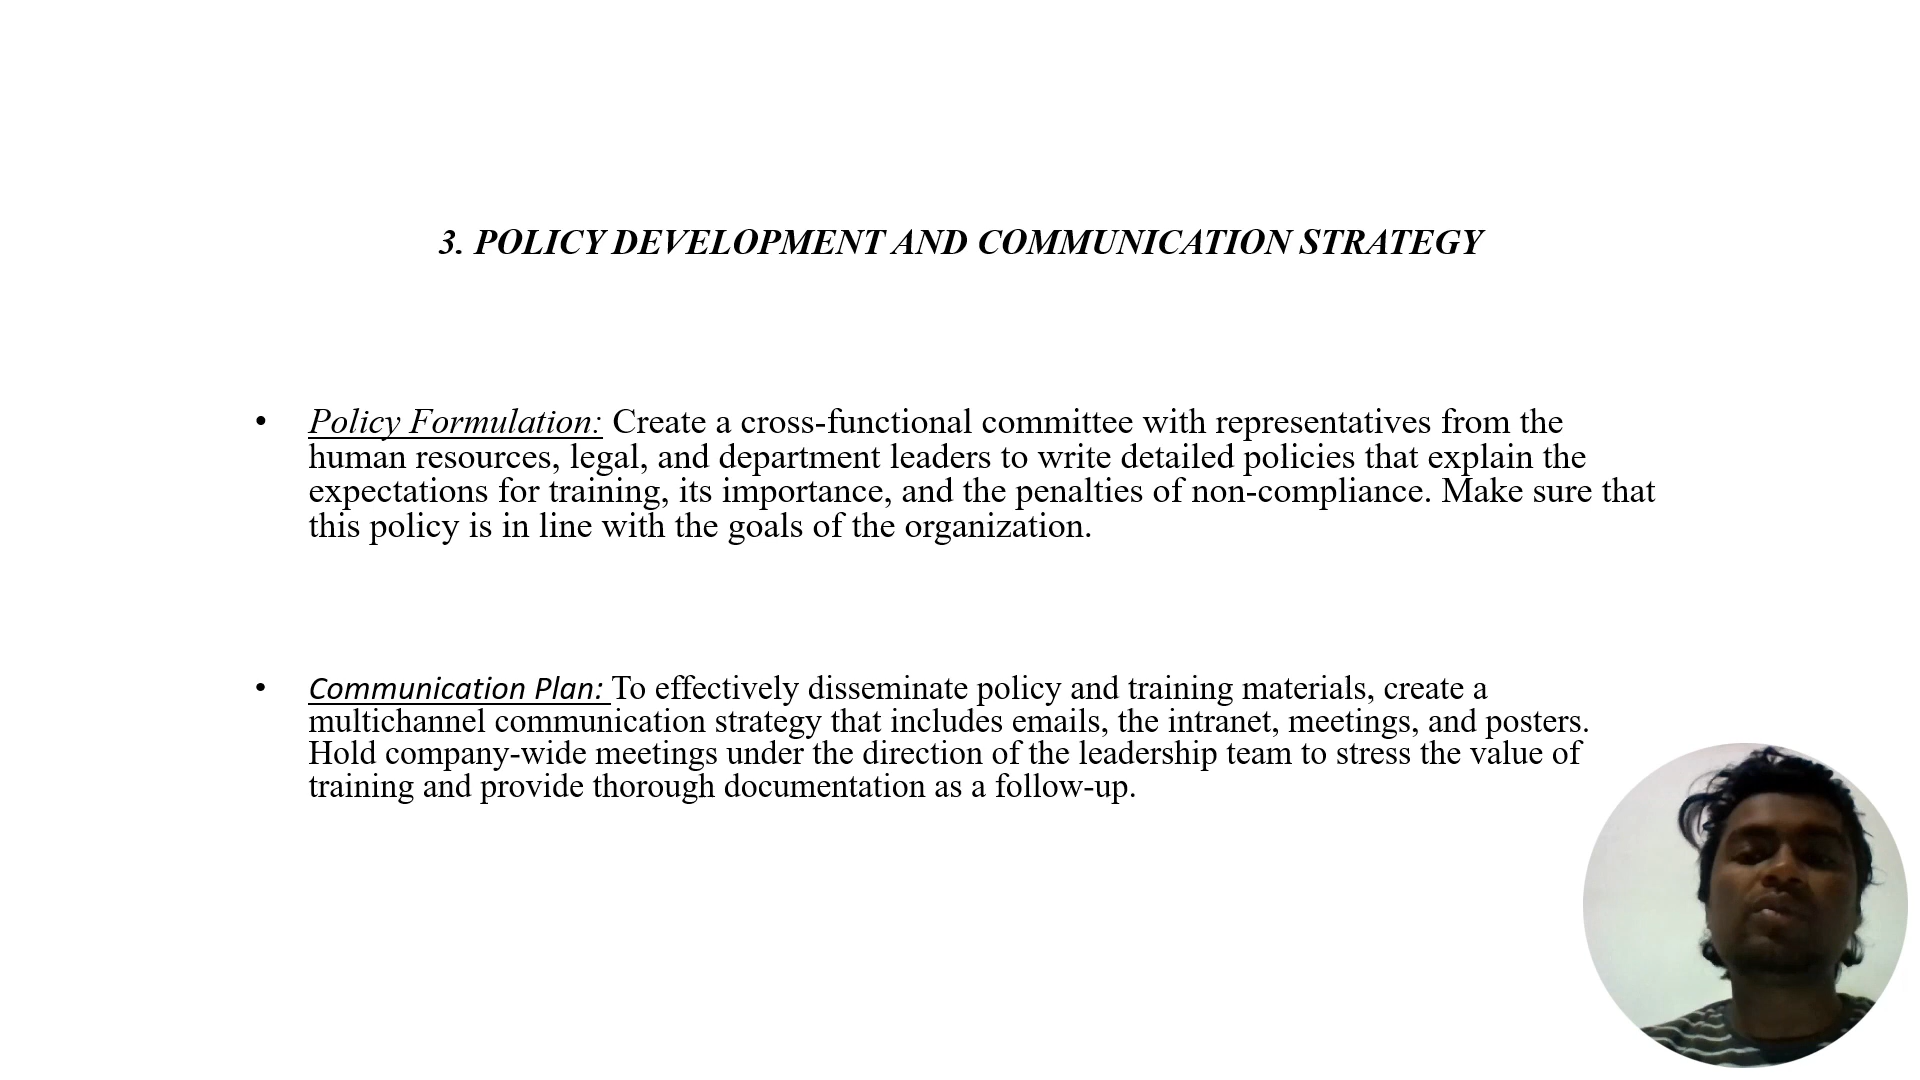 3. POLICY DEVELOPMENT AND COMMUNICATION STRATEGY
• Policy Formulation: Create a cross-functional committee with representatives from the
human resources, legal, and department leaders to write detailed policies that explain the
expectations for training, its importance, and the penalties of non-compliance. Make sure that
this policy is in line with the goals of the organization.
• Communication Plan: To effectively disseminate policy and training materials, create a
multichannel communication strategy that includes emails, the intranet, meetings, and posters.
Hold company-wide meetings under the direction of the leadership team to stress the value of
training and provide thorough documentation as a follow-up.